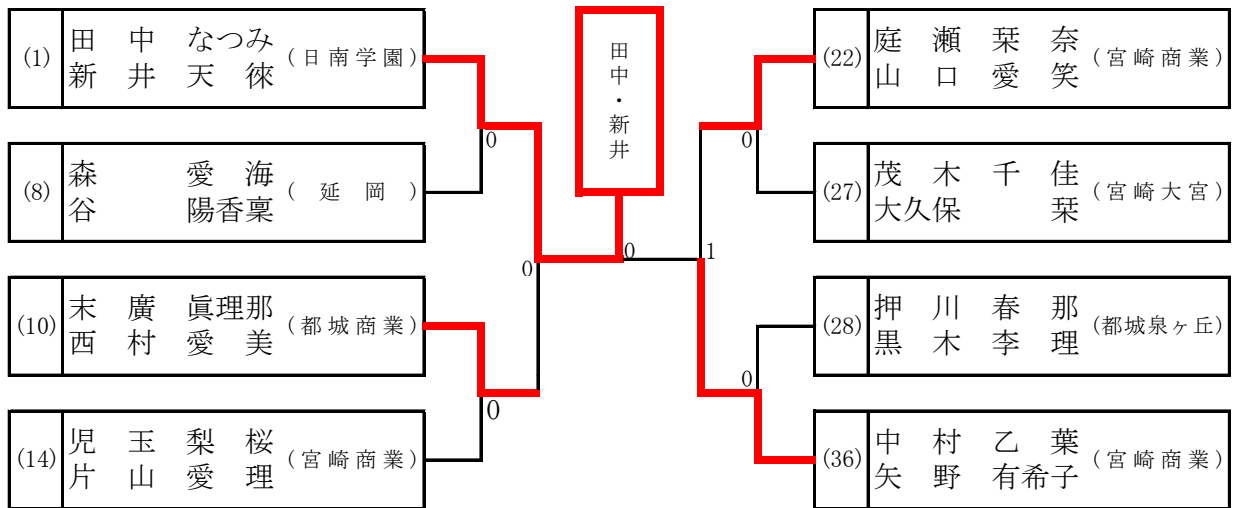 (1) 田中 なつみ (日南学園)
新井 天徠
0
(8) 森 愛海 (延岡)
谷 陽香稟
0
(10) 末廣 眞理那 (都城商業)
西村 愛美
0
(14) 児玉 梨桜 (宮崎商業)
片山 愛理
田中・新井
0
(22) 庭瀬 栞奈 (宮崎商業)
山口 愛笑
0
(27) 茂木 千佳 (宮崎大宮)
大久保 栞
1
(28) 押川 春那 (都城泉ヶ丘)
黒木 李理
0
(36) 中村 乙葉 (宮崎商業)
矢野 有希子